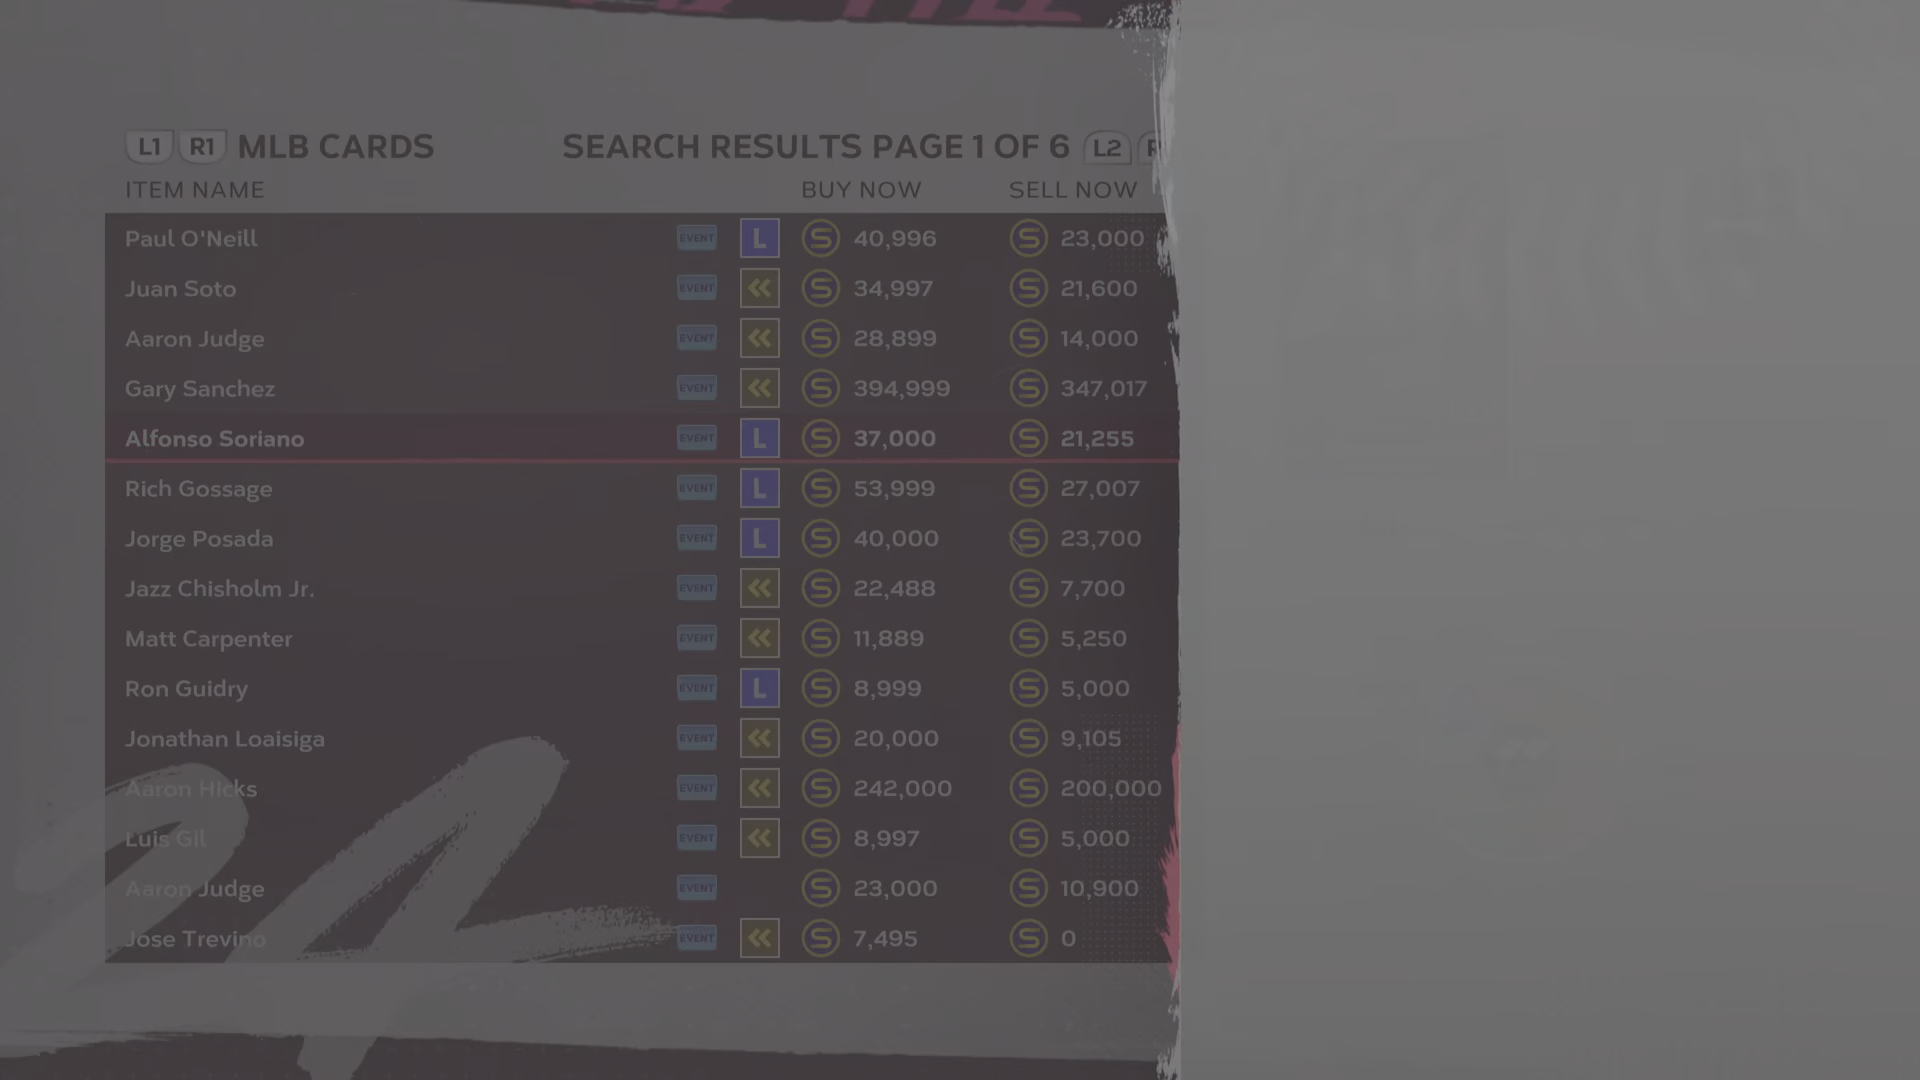 L1 R1 MLB CARDS SEARCH RESULTS PAGE 1 OF 6 L2
ITEM NAME BUY NOW SELL NOW
Paul O'Neill EVENT L S 40,996 S 23,000
Juan Soto EVENT S 34,997 S 21,600
Aaron Judge EVENT S 28,899 S 14,000
Gary Sanchez EVENT S 394,999 S 347,017
Alfonso Soriano EVENT L S 37,000 S 21,255
Rich Gossage EVENT L S 53,999 S 27,007
Jorge Posada EVENT L S 40,000 S 23,700
Jazz Chisholm Jr. EVENT S 22,488 S 7,700
Matt Carpenter EVENT S 11,889 S 5,250
Ron Guidry EVENT L S 8,999 S 5,000
Jonathan Loaisiga EVENT S 20,000 S 9,105
Aaron Hicks EVENT S 242,000 S 200,000
Luis Gil EVENT S 8,997 S 5,000
Aaron Judge EVENT S 23,000 S 10,900
Jose Trevino EVENT S 7,495 S 0
24